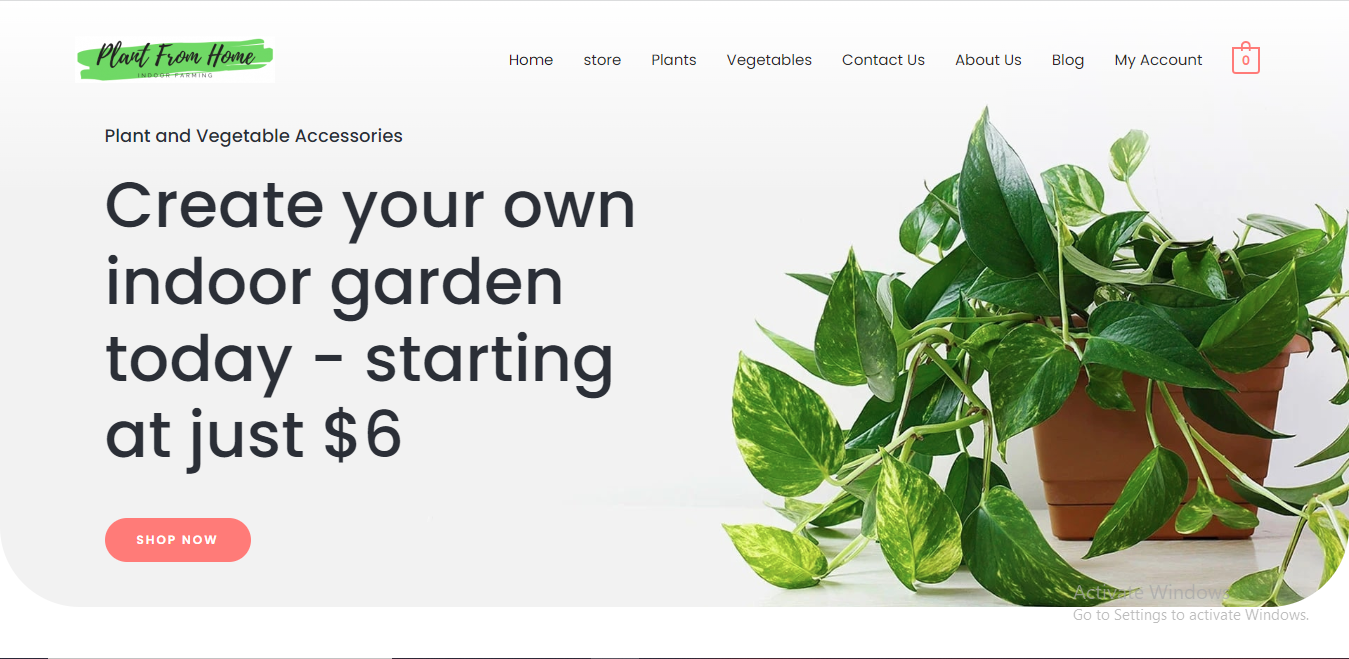 Plant From Home
INDOOR FARMING
Home store Plants Vegetables Contact Us About Us Blog My Account 0
Plant and Vegetable Accessories
Create your own
indoor garden
today - starting
at just $6
SHOP NOW
Activate Windows
Go to Settings to activate Windows.